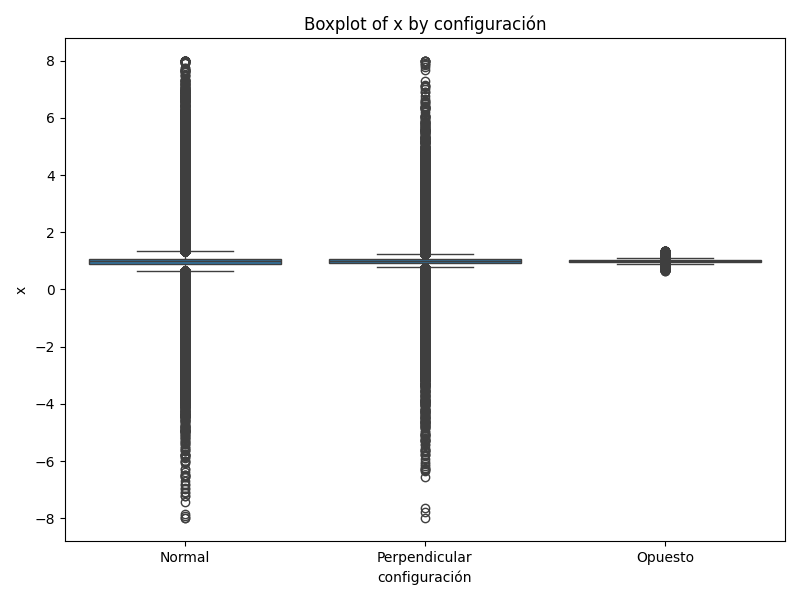 Boxplot of x by configuración
x
8
6
4
2
0
−2
−4
−6
−8
Normal
Perpendicular
Opuesto
configuración